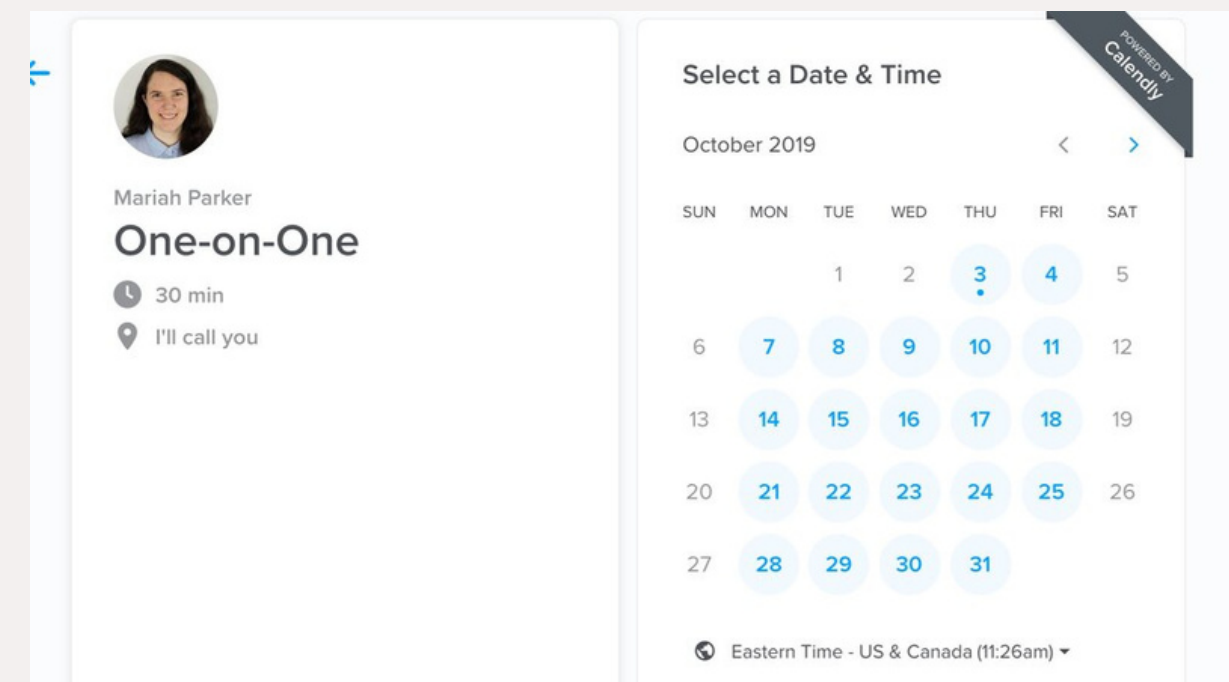 Mariah Parker
One-on-One
30 min
I'll call you
POWERED BY
Calendly
Select a Date & Time
October 2019
SUN MON TUE WED THU FRI SAT
1 2 3 4 5
6 7 8 9 10 11 12
13 14 15 16 17 18 19
20 21 22 23 24 25 26
27 28 29 30 31
Eastern Time - US & Canada (11:26am)